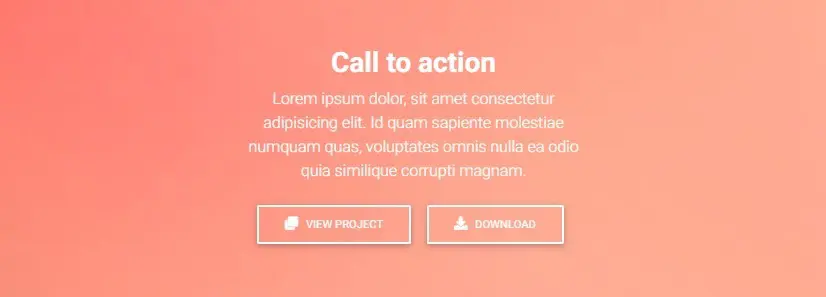 Call to action
Lorem ipsum dolor, sit amet consectetur
adipisicing elit. Id quam sapiente molestiae
numquam quas, voluptates omnis nulla ea odio
quia similique corrupti magnam.
VIEW PROJECT DOWNLOAD